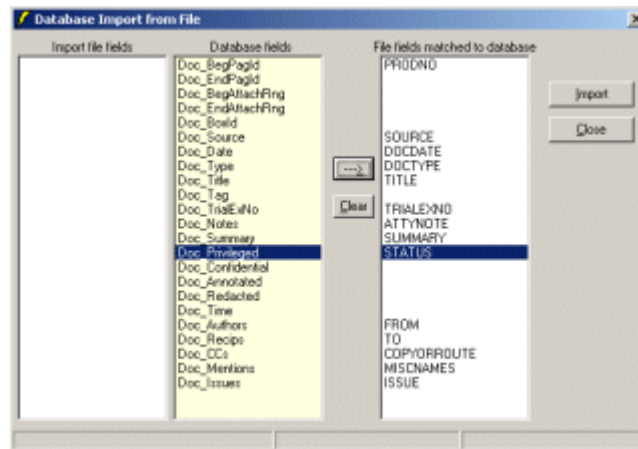 Database Import from File
Import file fields
Database fields
File fields matched to database
Doc_BegPagId
Doc_EndPagId
Doc_BegAttachRng
Doc_EndAttachRng
Doc_BoxId
Doc_Source
Doc_Date
Doc_Type
Doc_Title
Doc_Tag
Doc_TrialExNo
Doc_Notes
Doc_Summary
Doc_Privileged
Doc_Confidential
Doc_Annotated
Doc_Redacted
Doc_Time
Doc_Authors
Doc_Recips
Doc_CCs
Doc_Mentions
Doc_Issues
--->
Clear
PRODNO
SOURCE
DOCDATE
DOCTYPE
TITLE
TRIALEXNO
ATTYNOTE
SUMMARY
STATUS
FROM
TO
COPYORROUTE
MISCNAMES
ISSUE
Import
Close